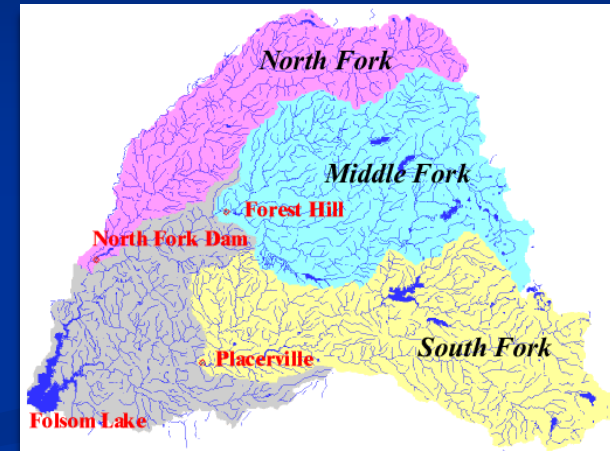 North Fork
Middle Fork
Forest Hill
North Fork Dam
South Fork
Placerville
Folsom Lake